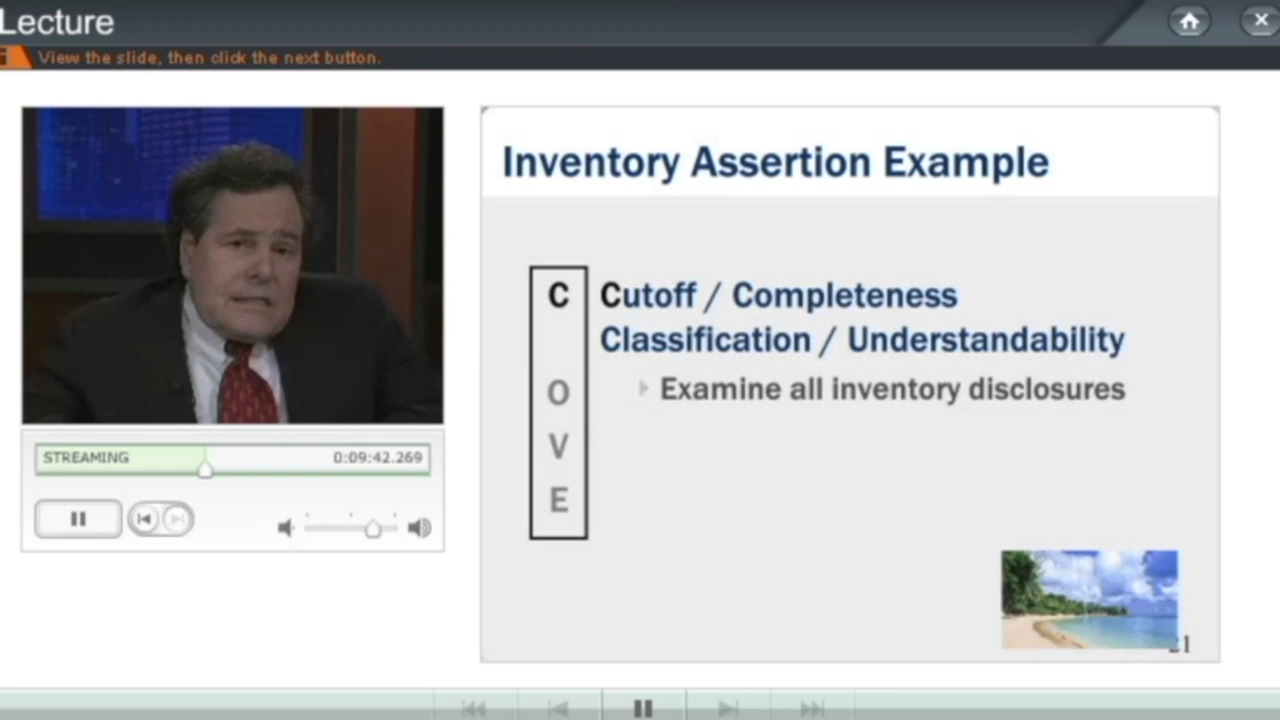 Lecture
View the slide, then click the next button.
Inventory Assertion Example
C Cutoff / Completeness
Classification / Understandability
Examine all inventory disclosures
O
V
E
STREAMING 0:09:42.269